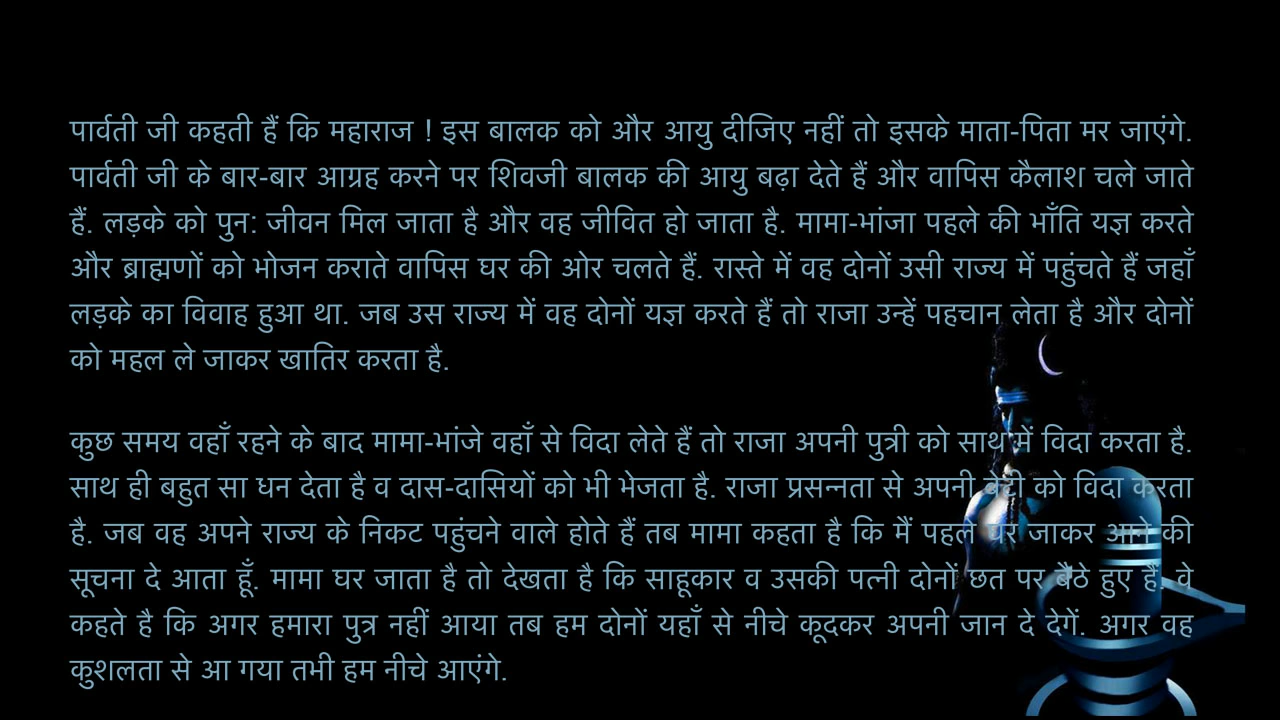 पार्वती जी कहती हैं कि महाराज ! इस बालक को और आयु दीजिए नहीं तो इसके माता-पिता मर जाएंगे.
पार्वती जी के बार-बार आग्रह करने पर शिवजी बालक की आयु बढ़ा देते हैं और वापिस कैलाश चले जाते
हैं. लड़के को पुन: जीवन मिल जाता है और वह जीवित हो जाता है. मामा-भांजा पहले की भाँति यज्ञ करते
और ब्राह्मणों को भोजन कराते वापिस घर की ओर चलते हैं. रास्ते में वह दोनों उसी राज्य में पहुंचते हैं जहाँ
लड़के का विवाह हुआ था. जब उस राज्य में वह दोनों यज्ञ करते हैं तो राजा उन्हें पहचान लेता है और दोनों
को महल ले जाकर खातिर करता है.
कुछ समय वहाँ रहने के बाद मामा-भांजे वहाँ से विदा लेते हैं तो राजा अपनी पुत्री को साथ में विदा करता है.
साथ ही बहुत सा धन देता है व दास-दासियों को भी भेजता है. राजा प्रसन्नता से अपनी बेटी को विदा करता
है. जब वह अपने राज्य के निकट पहुंचने वाले होते हैं तब मामा कहता है कि मैं पहले घर जाकर आने की
सूचना दे आता हूँ. मामा घर जाता है तो देखता है कि साहूकार व उसकी पत्नी दोनों छत पर बैठे हुए हैं. वे
कहते है कि अगर हमारा पुत्र नहीं आया तब हम दोनों यहाँ से नीचे कूदकर अपनी जान दे देगें. अगर वह
कुशलता से आ गया तभी हम नीचे आएंगे.